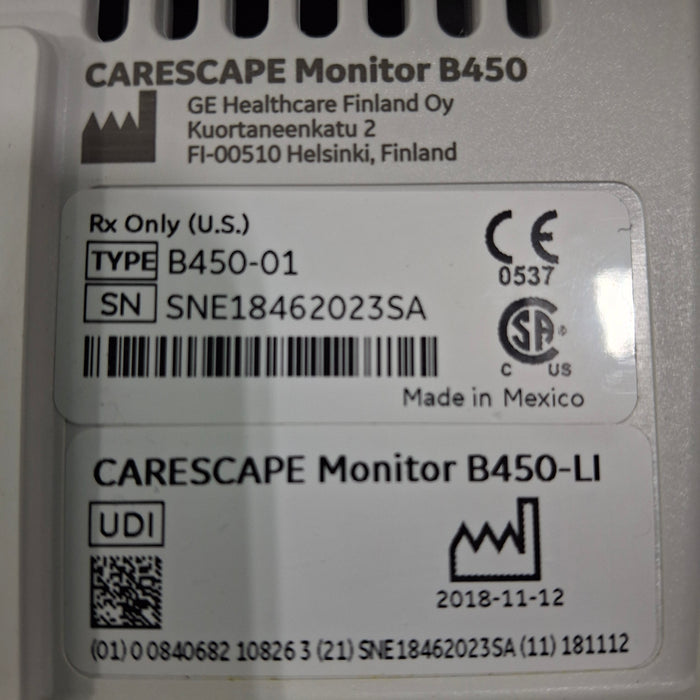 CARESCAPE Monitor B450
GE Healthcare Finland Oy
Kuortaneenkatu 2
FI-00510 Helsinki, Finland
Rx Only (U.S.)
TYPE B450-01
CE
0537
SN SNE18462023SA
SA
C US
Made in Mexico
CARESCAPE Monitor B450-LI
UDI
2018-11-12
(01) 0 0840682 10826 3 (21) SNE18462023SA (11) 181112